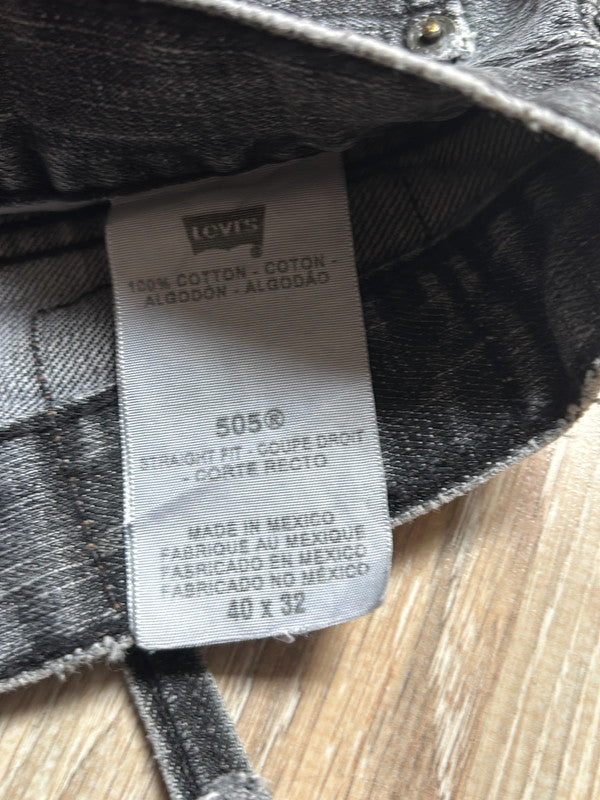 Levi's
100% COTTON - COTON -
ALGODÓN - ALGODÃO
505®
STRAIGHT FIT - COUPE DROIT
- CORTE RECTO
MADE IN MEXICO
FABRIQUE AU MEXIQUE
FABRICADO EN MEXICO
FABRICADO NO MÉXICO
40 x 32